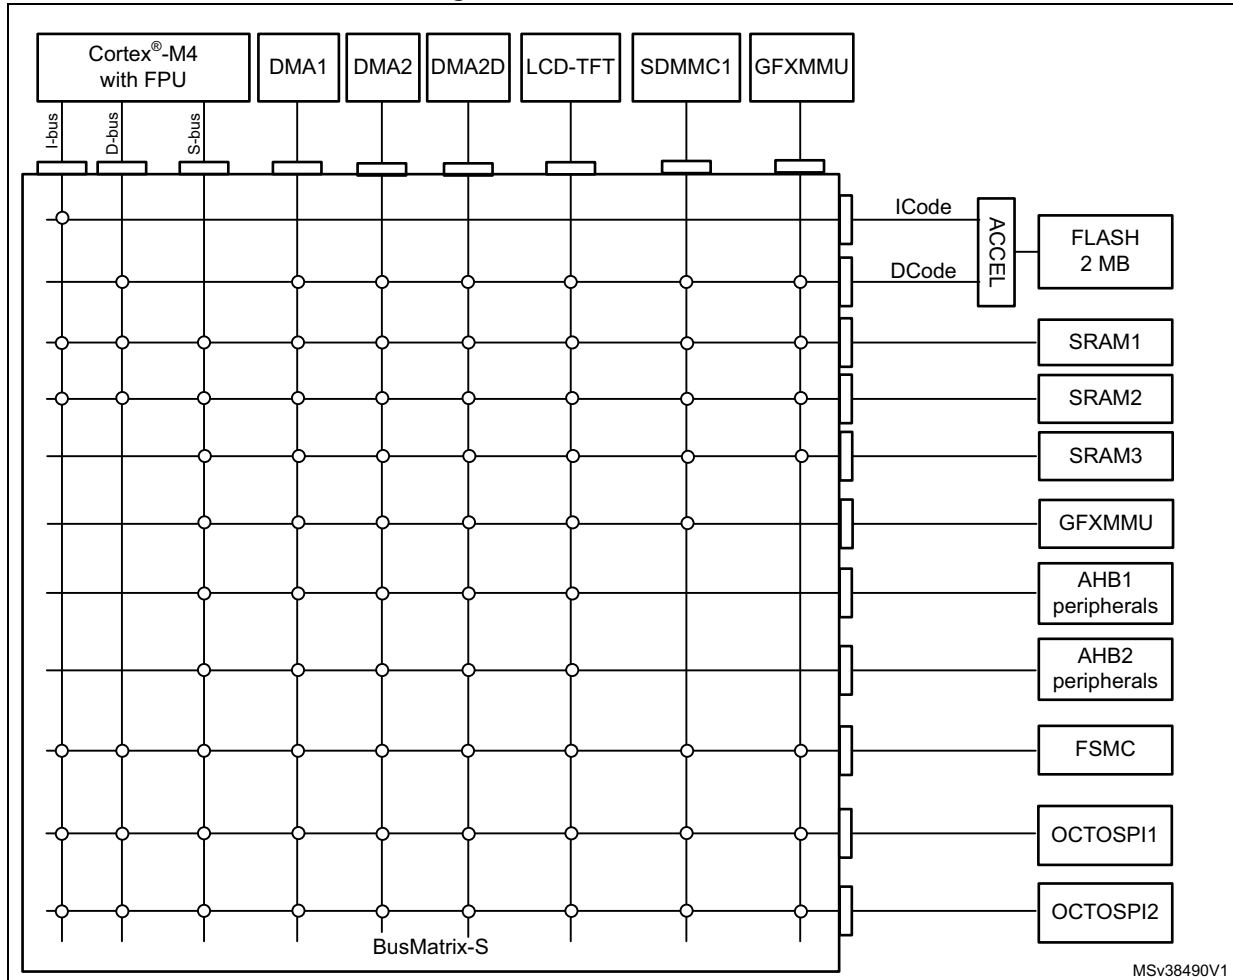 Cortex®-M4
with FPU
DMA1
DMA2
DMA2D
LCD-TFT
SDMMC1
GFXMMU
I-bus
D-bus
S-bus
ICode
DCode
ACCEL
FLASH
2 MB
SRAM1
SRAM2
SRAM3
GFXMMU
AHB1
peripherals
AHB2
peripherals
FSMC
OCTOSPI1
OCTOSPI2
BusMatrix-S
MSv38490V1